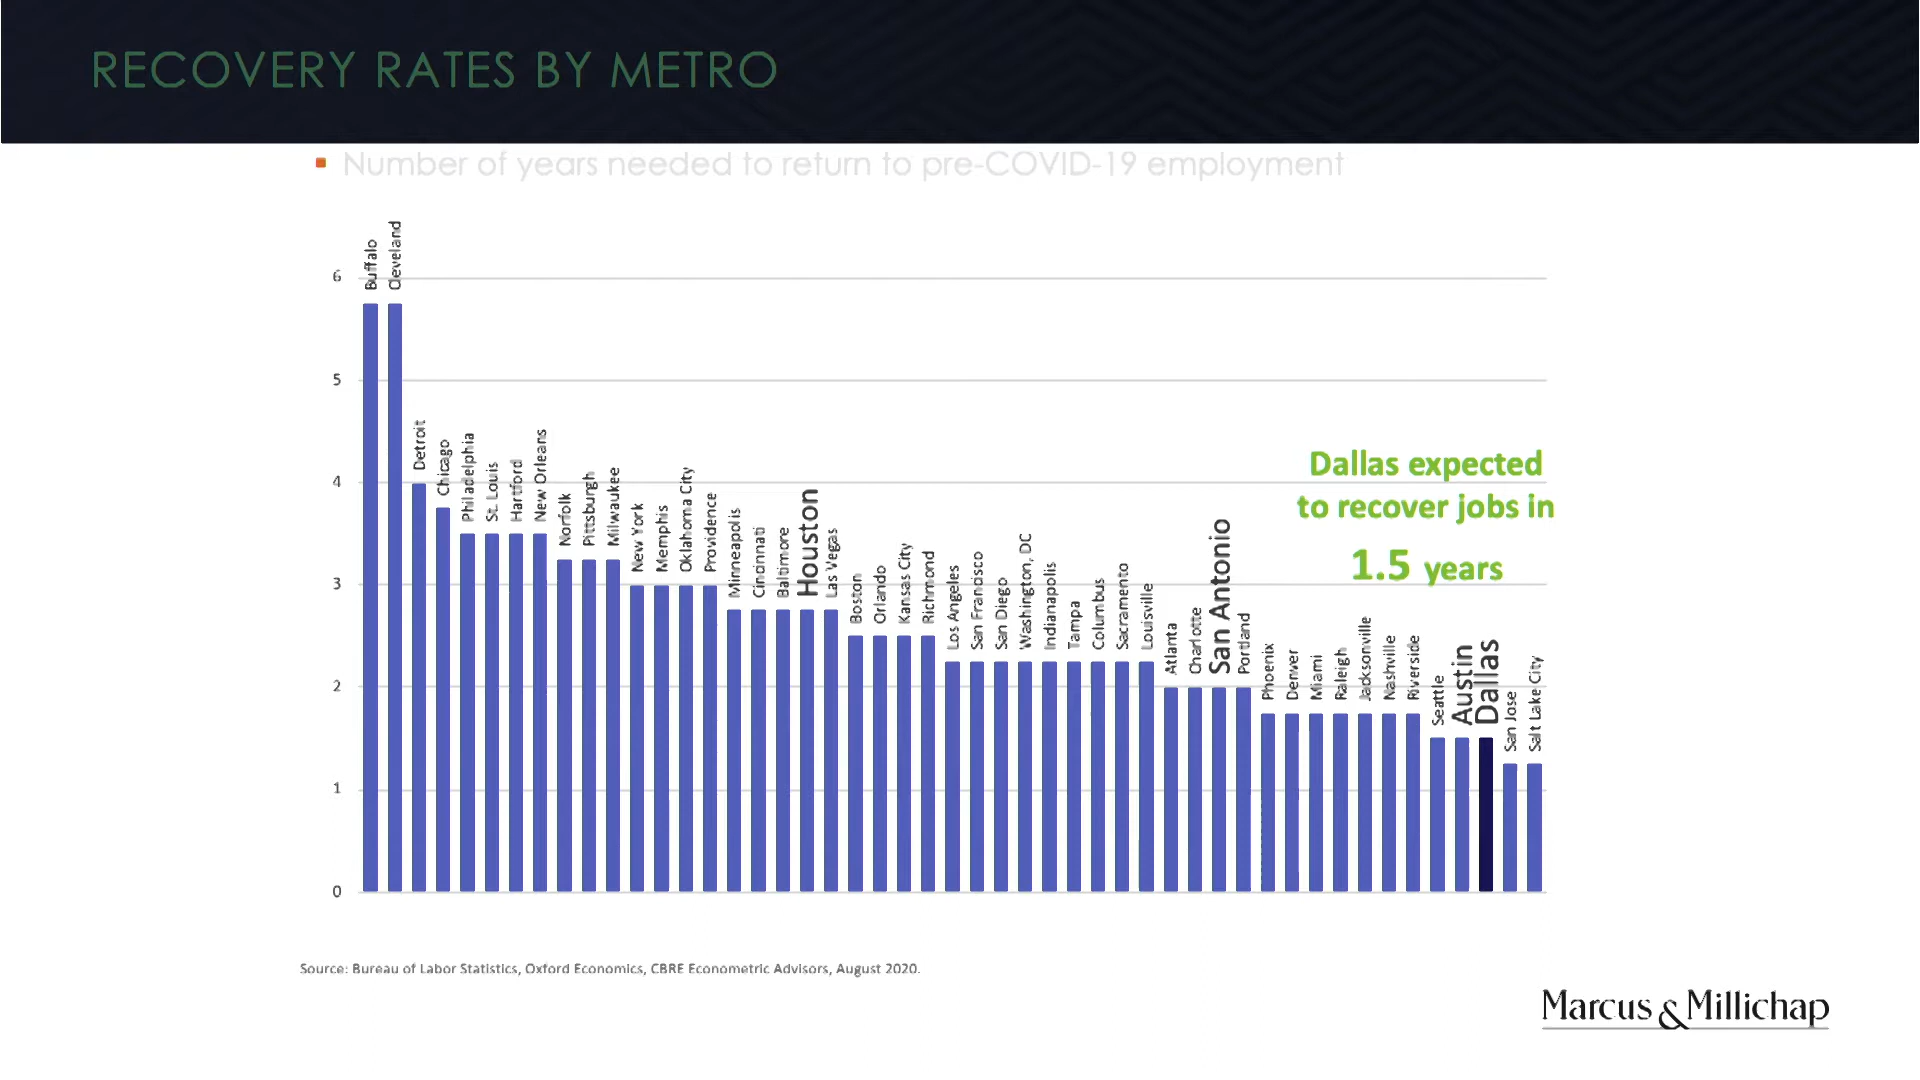 RECOVERY RATES BY METRO
Number of years needed to return to pre-COVID-19 employment
6
5
4
3
2
1
0
Buffalo
Cleveland
Detroit
Chicago
Philadelphia
St. Louis
Hartford
New Orleans
Norfolk
Pittsburgh
Milwaukee
New York
Memphis
Oklahoma City
Providence
Minneapolis
Cincinnati
Baltimore
Houston
Las Vegas
Boston
Orlando
Kansas City
Richmond
Los Angeles
San Francisco
San Diego
Washington, DC
Indianapolis
Tampa
Columbus
Sacramento
Louisville
Atlanta
Charlotte
San Antonio
Portland
Phoenix
Denver
Miami
Raleigh
Jacksonville
Nashville
Riverside
Seattle
Austin
Dallas
San Jose
Salt Lake City
Dallas expected
to recover jobs in
1.5 years
Source: Bureau of Labor Statistics, Oxford Economics, CBRE Econometric Advisors, August 2020.
Marcus & Millichap